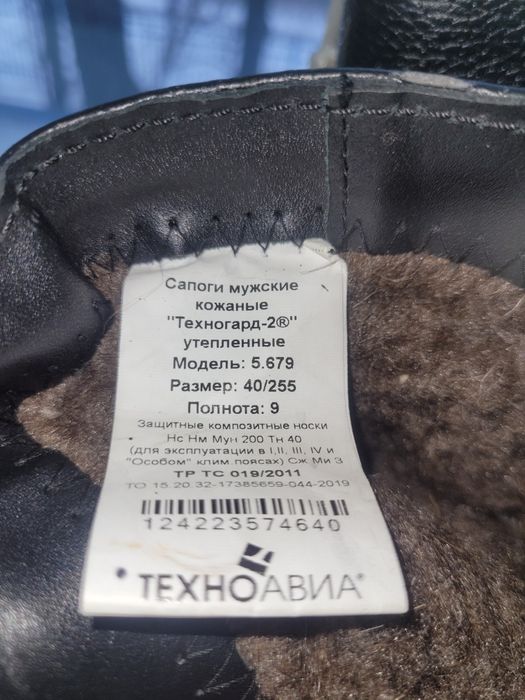 Сапоги мужские
кожаные
"Техногард-2®"
утепленные
Модель: 5.679
Размер: 40/255
Полнота: 9
Защитные композитные носки
Нс Нм Мун 200 Тн 40
(для эксплуатации в I,II, III, IV и
"Особом" клим.поясах) Сж Ми З
ТР ТС 019/2011
ТО 15.20.32-17385659-044-2019
124223574640
ТЕХНОАВИА®